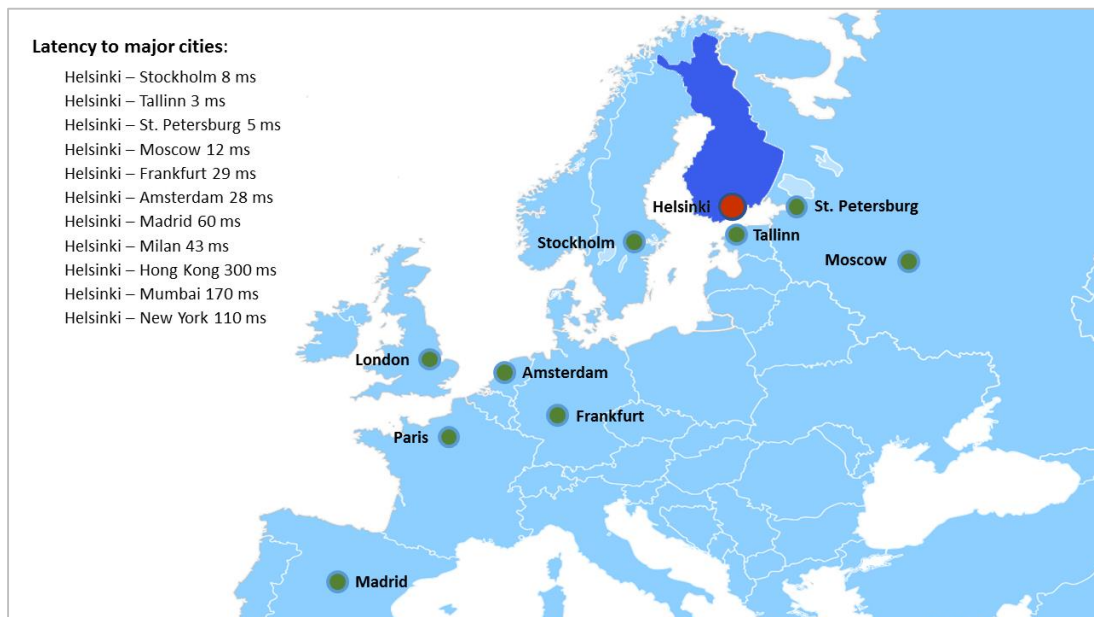 Latency to major cities:
Helsinki – Stockholm 8 ms
Helsinki – Tallinn 3 ms
Helsinki – St. Petersburg 5 ms
Helsinki – Moscow 12 ms
Helsinki – Frankfurt 29 ms
Helsinki – Amsterdam 28 ms
Helsinki – Madrid 60 ms
Helsinki – Milan 43 ms
Helsinki – Hong Kong 300 ms
Helsinki – Mumbai 170 ms
Helsinki – New York 110 ms
Helsinki
St. Petersburg
Tallinn
Stockholm
Moscow
London
Amsterdam
Frankfurt
Paris
Madrid